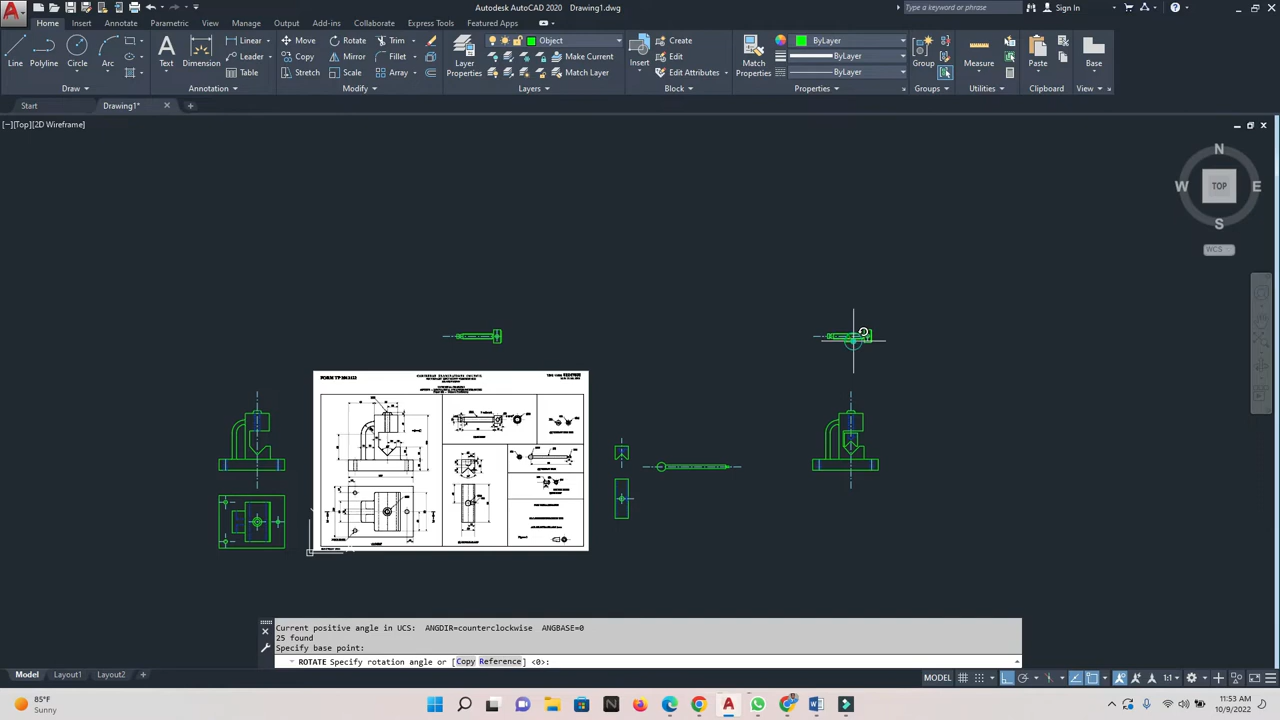 Autodesk AutoCAD 2020 Drawing1.dwg
Type a keyword or phrase
Sign In
Home Insert Annotate Parametric View Manage Output Add-ins Collaborate Express Tools Featured Apps
Line Polyline Circle Arc
Draw
Text Dimension
Linear
Leader
Table
Annotation
Move Rotate Trim
Copy Mirror Fillet
Stretch Scale Array
Modify
Layer Properties
Object
Make Current
Match Layer
Layers
Insert
Create
Edit
Edit Attributes
Block
Match Properties
ByLayer
ByLayer
ByLayer
Properties
Group
Groups
Measure
Utilities
Paste
Clipboard
Base
View
Start Drawing1*
[−][Top][2D Wireframe]
N
W TOP E
S
WCS
Current positive angle in UCS: ANGDIR=counterclockwise ANGBASE=0
25 found
Specify base point:
ROTATE Specify rotation angle or [Copy Reference] <0>:
Model Layout1 Layout2
MODEL
1:1
85°F
Sunny
11:53 AM
10/9/2022